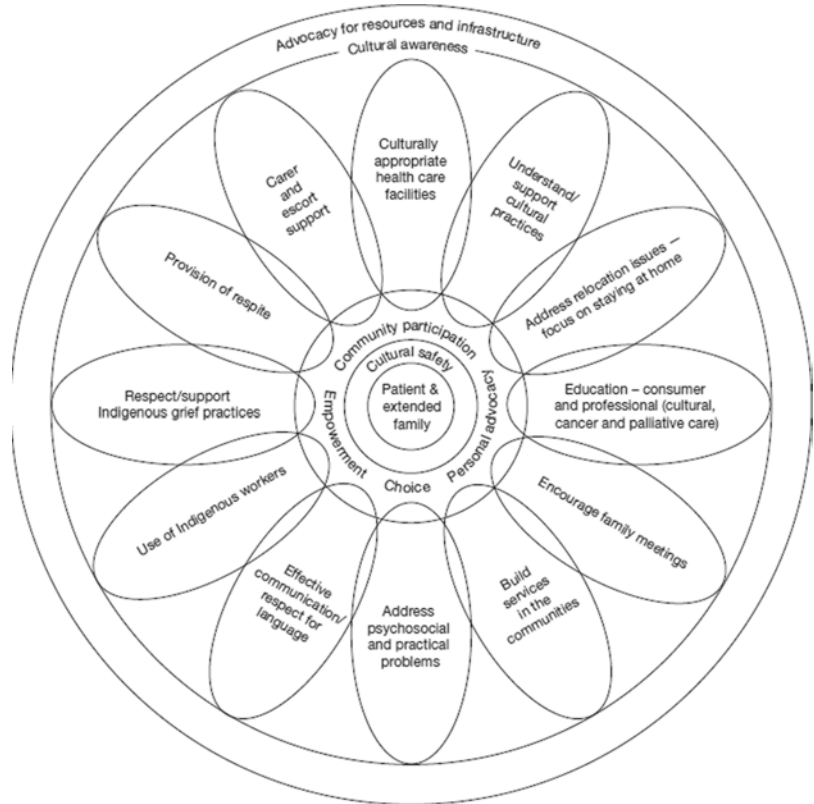 Advocacy for resources and infrastructure
Cultural awareness
Culturally
appropriate
health care
facilities
Understand/
support
cultural
practices
Address relocation issues –
focus on staying at home
Education – consumer
and professional (cultural,
cancer and palliative care)
Encourage family meetings
Build
services
in the
communities
Address
psychosocial
and practical
problems
Effective
communication/
respect for
language
Use of Indigenous workers
Respect/support
Indigenous grief practices
Provision of respite
Carer
and
escort
support
Community participation
Personal advocacy
Choice
Empowerment
Cultural safety
Patient &
extended
family